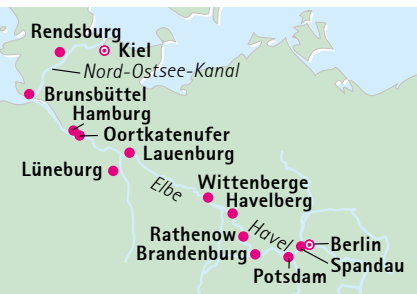 Rendsburg
Kiel
Nord-Ostsee-Kanal
Brunsbüttel
Hamburg
Oortkatenufer
Lauenburg
Lüneburg
Elbe
Wittenberge
Havelberg
Havel
Rathenow
Berlin
Brandenburg
Spandau
Potsdam